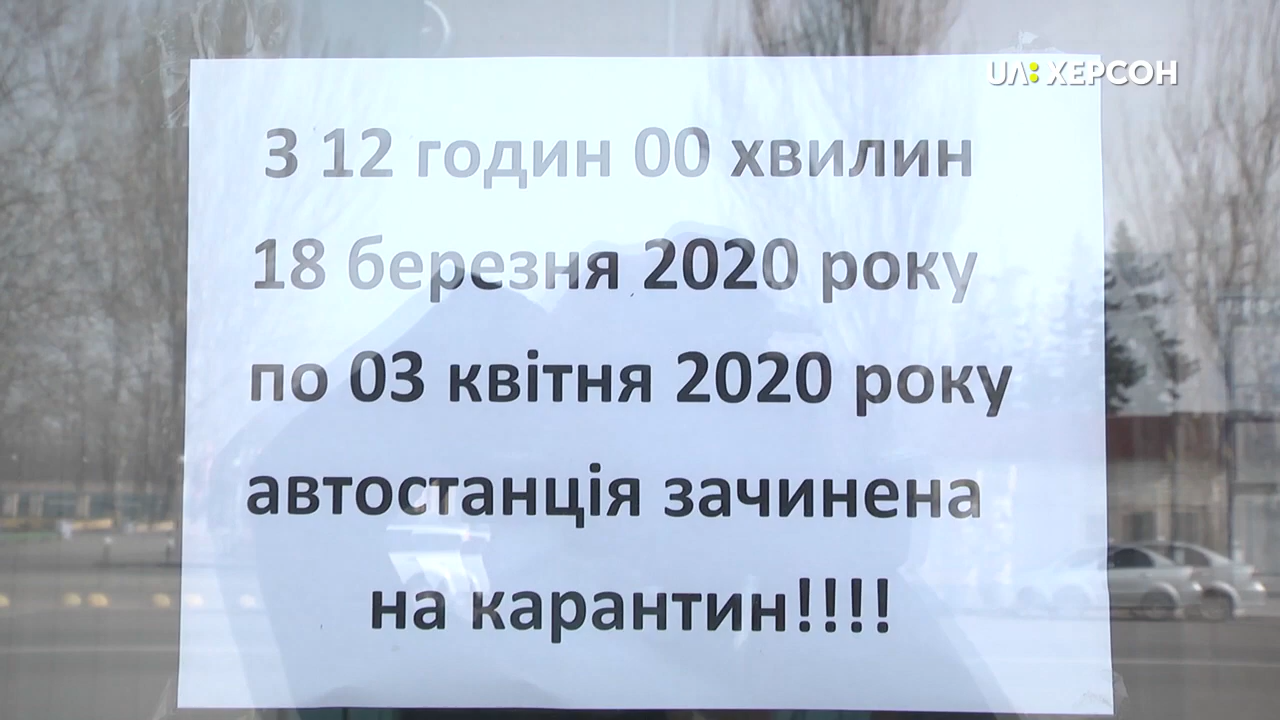 UA: ХЕРСОН
З 12 годин 00 хвилин
18 березня 2020 року
по 03 квітня 2020 року
автостанція зачинена
на карантин!!!!